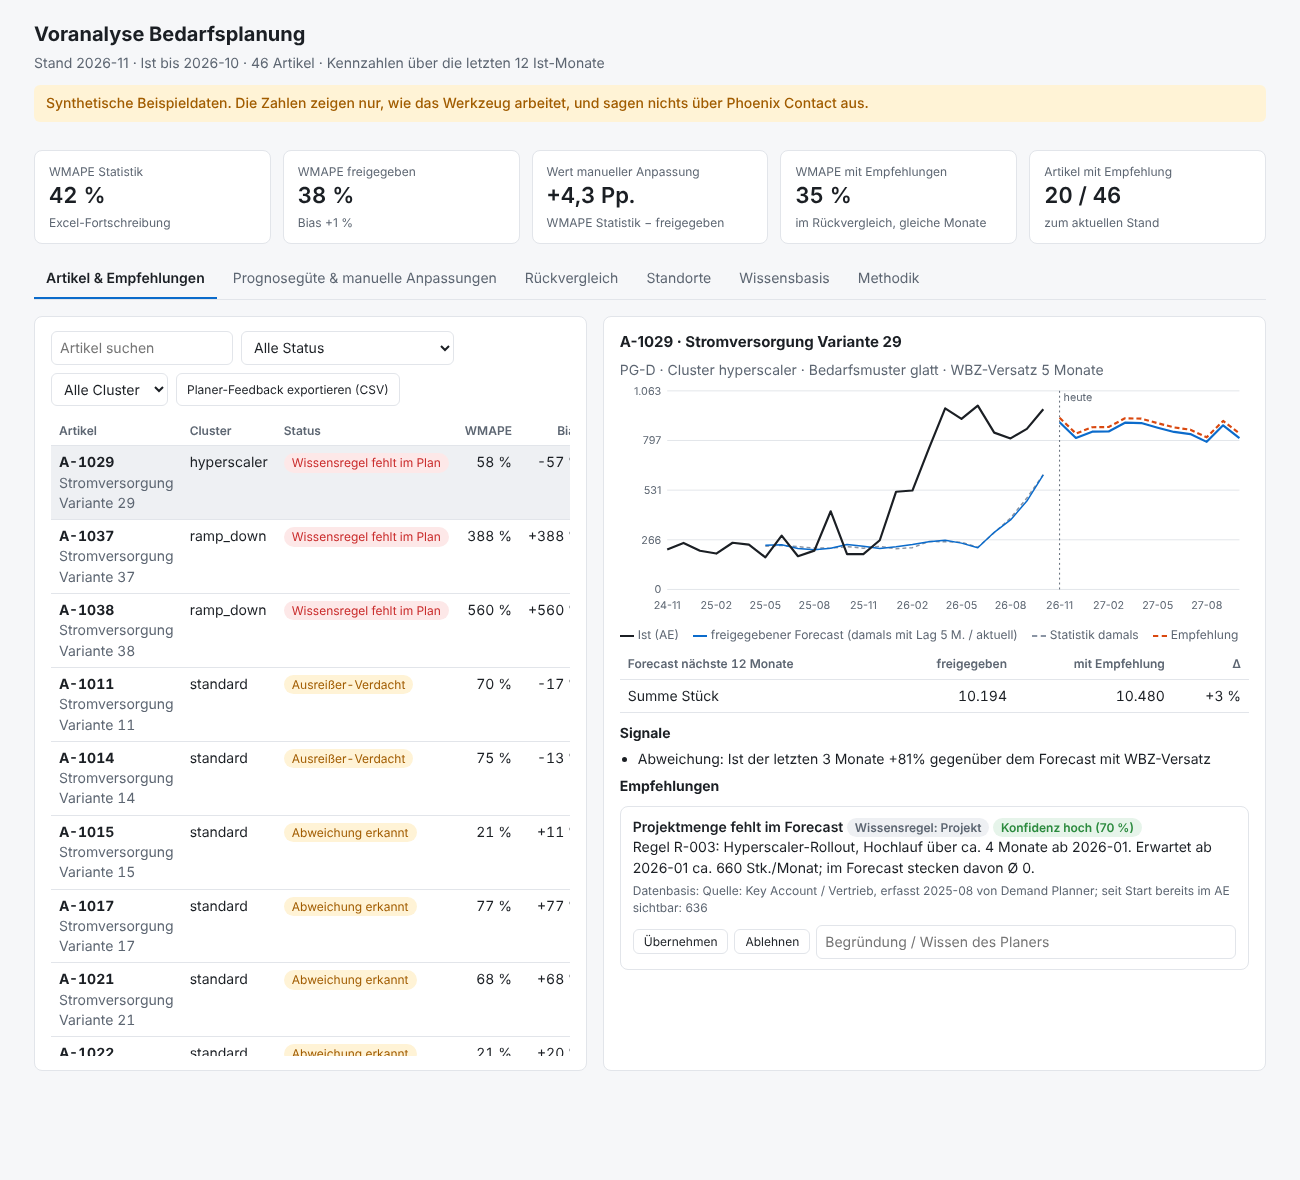 Voranalyse Bedarfsplanung
Stand 2026-11 · Ist bis 2026-10 · 46 Artikel · Kennzahlen über die letzten 12 Ist-Monate
Synthetische Beispieldaten. Die Zahlen zeigen nur, wie das Werkzeug arbeitet, und sagen nichts über Phoenix Contact aus.
WMAPE Statistik
42 %
Excel-Fortschreibung
WMAPE freigegeben
38 %
Bias +1 %
Wert manueller Anpassung
+4,3 Pp.
WMAPE Statistik − freigegeben
WMAPE mit Empfehlungen
35 %
im Rückvergleich, gleiche Monate
Artikel mit Empfehlung
20 / 46
zum aktuellen Stand
Artikel & Empfehlungen Prognosegüte & manuelle Anpassungen Rückvergleich Standorte Wissensbasis Methodik
Artikel suchen Alle Status
Alle Cluster Planer-Feedback exportieren (CSV)
Artikel Cluster Status WMAPE
A-1029 hyperscaler Wissensregel fehlt im Plan 58 % -57
Stromversorgung
Variante 29
A-1037 ramp_down Wissensregel fehlt im Plan 388 % +388
Stromversorgung
Variante 37
A-1038 ramp_down Wissensregel fehlt im Plan 560 % +560
Stromversorgung
Variante 38
A-1011 standard Ausreißer-Verdacht 70 % -17
Stromversorgung
Variante 11
A-1014 standard Ausreißer-Verdacht 75 % -13
Stromversorgung
Variante 14
A-1015 standard Abweichung erkannt 21 % +11
Stromversorgung
Variante 15
A-1017 standard Abweichung erkannt 77 % +77
Stromversorgung
Variante 17
A-1021 standard Abweichung erkannt 68 % +68
Stromversorgung
Variante 21
A-1022 standard Abweichung erkannt 21 % +20
A-1029 · Stromversorgung Variante 29
PG-D · Cluster hyperscaler · Bedarfsmuster glatt · WBZ-Versatz 5 Monate
1.063
797
531
266
0
heute
24-11 25-02 25-05 25-08 25-11 26-02 26-05 26-08 26-11 27-02 27-05 27-08
Ist (AE) freigegebener Forecast (damals mit Lag 5 M. / aktuell) Statistik damals Empfehlung
Forecast nächste 12 Monate freigegeben mit Empfehlung Δ
Summe Stück 10.194 10.480 +3 %
Signale
• Abweichung: Ist der letzten 3 Monate +81% gegenüber dem Forecast mit WBZ-Versatz
Empfehlungen
Projektmenge fehlt im Forecast Wissensregel: Projekt Konfidenz hoch (70 %)
Regel R-003: Hyperscaler-Rollout, Hochlauf über ca. 4 Monate ab 2026-01. Erwartet ab
2026-01 ca. 660 Stk./Monat; im Forecast stecken davon Ø 0.
Datenbasis: Quelle: Key Account / Vertrieb, erfasst 2025-08 von Demand Planner; seit Start bereits im AE
sichtbar: 636
Übernehmen Ablehnen Begründung / Wissen des Planers